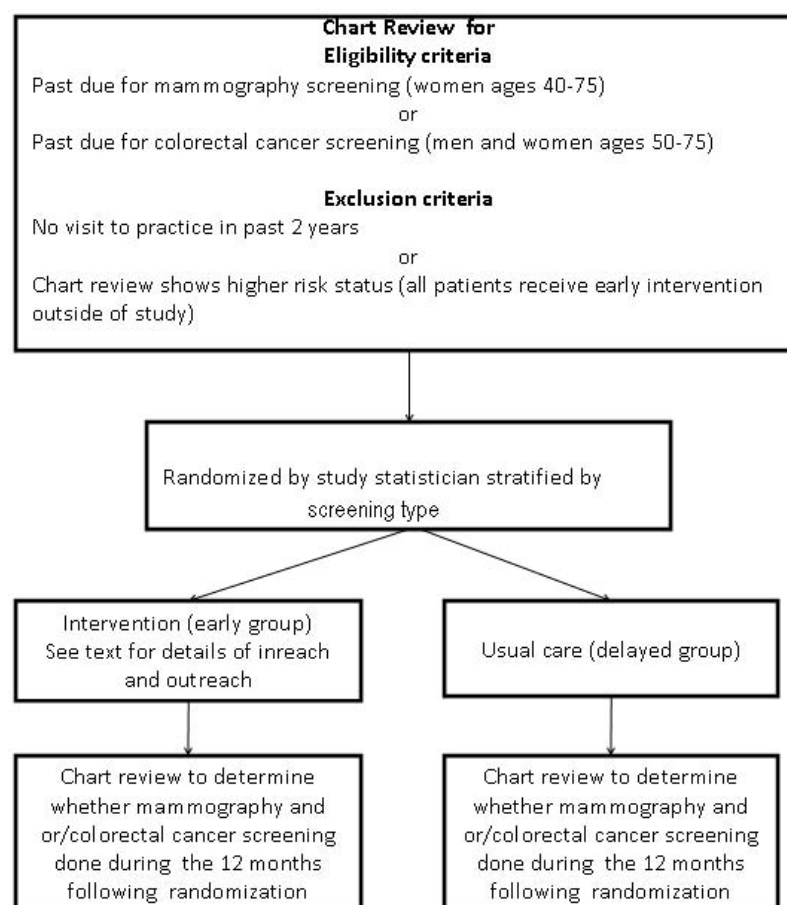 Chart Review for
Eligibility criteria
Past due for mammography screening (women ages 40-75)
or
Past due for colorectal cancer screening (men and women ages 50-75)
Exclusion criteria
No visit to practice in past 2 years
or
Chart review shows higher risk status (all patients receive early intervention
outside of study)
Randomized by study statistician stratified by
screening type
Intervention (early group)
See text for details of inreach
and outreach
Usual care (delayed group)
Chart review to determine
whether mammography and
or/colorectal cancer screening
done during the 12 months
following randomization
Chart review to determine
whether mammography and
or/colorectal cancer screening
done during the 12 months
following randomization